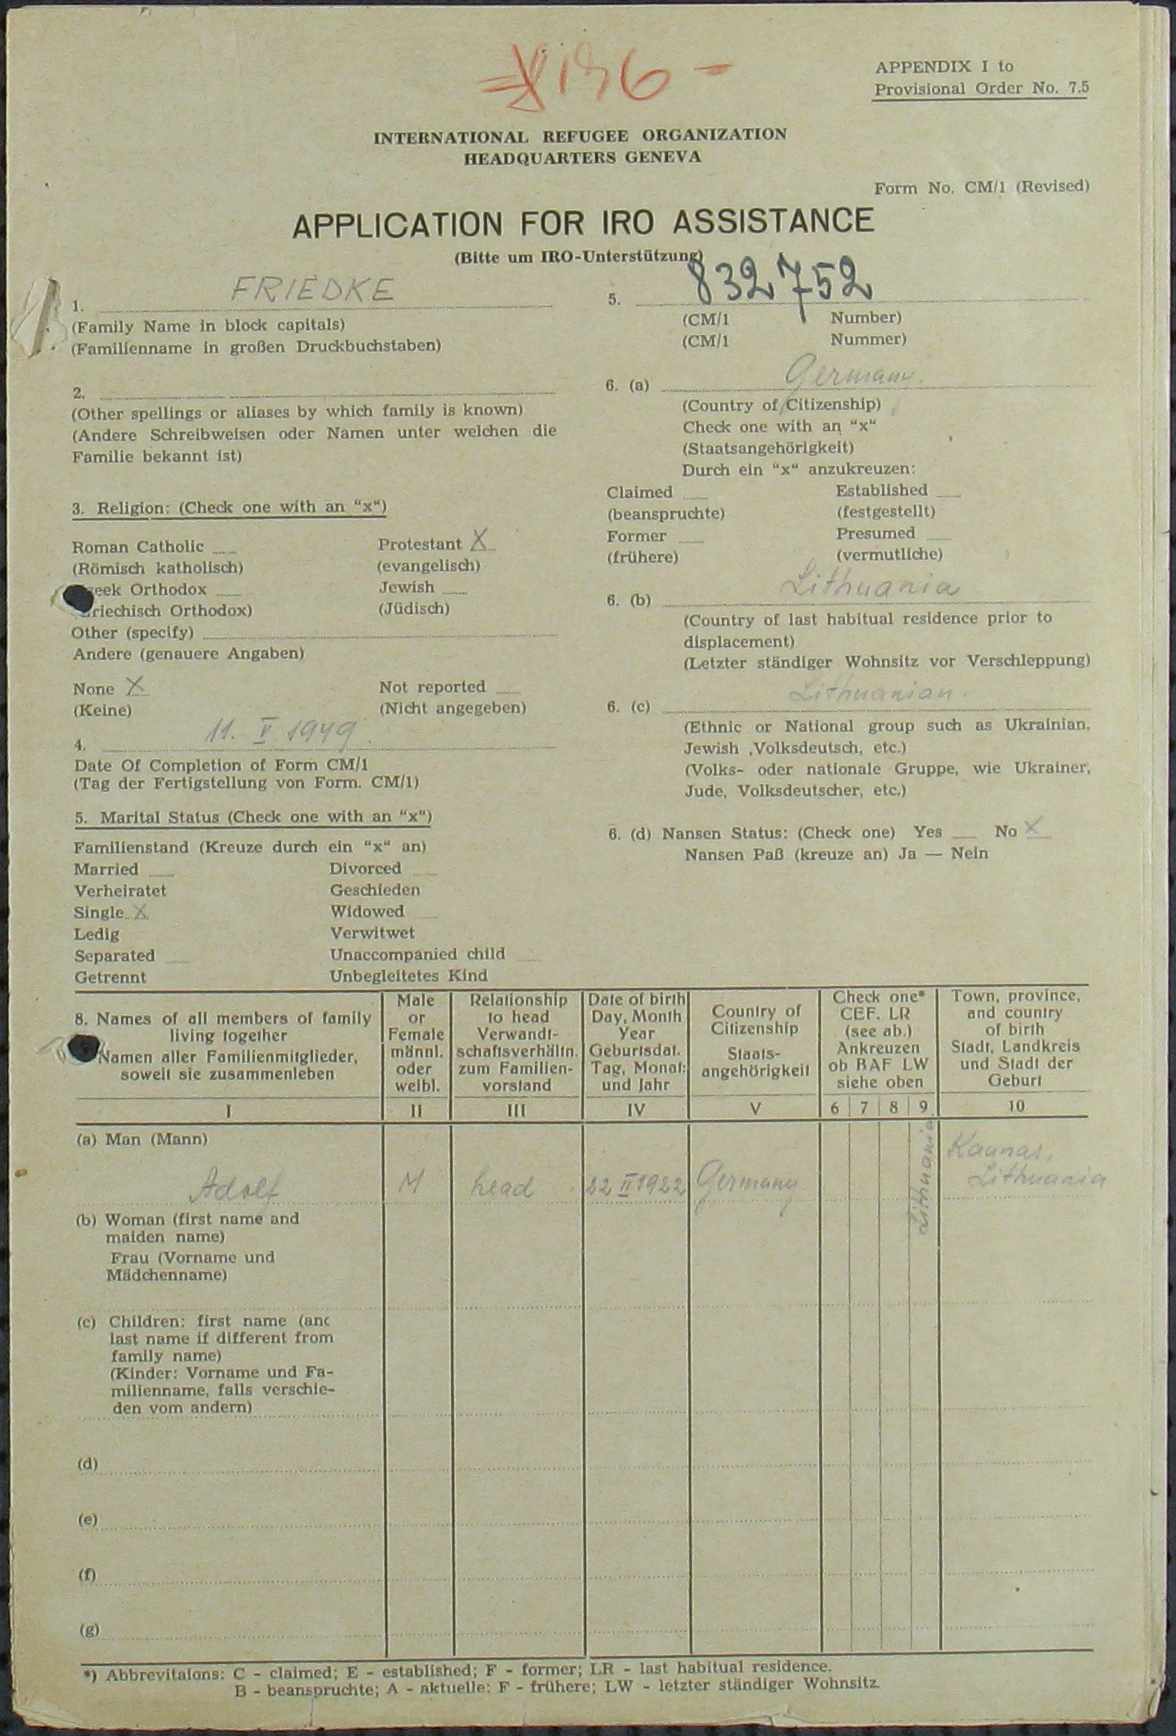 196 -
APPENDIX I to
Provisional Order No. 7.5
INTERNATIONAL REFUGEE ORGANIZATION
HEADQUARTERS GENEVA
Form No. CM/1 (Revised)
APPLICATION FOR IRO ASSISTANCE
(Bitte um IRO-Unterstützung)
1. FRIEDKE
(Family Name in block capitals)
(Familienname in großen Druckbuchstaben)
2.
(Other spellings or aliases by which family is known)
(Andere Schreibweisen oder Namen unter welchen die
Familie bekannt ist)
3. Religion: (Check one with an "x")
Roman Catholic Protestant X
(Römisch katholisch) (evangelisch)
eek Orthodox Jewish
riechisch Orthodox) (Jüdisch)
Other (specify)
Andere (genauere Angaben)
None X Not reported
(Keine) (Nicht angegeben)
4. 11. V 1949.
Date Of Completion of Form CM/1
(Tag der Fertigstellung von Form. CM/1)
5. Marital Status (Check one with an "x")
Familienstand (Kreuze durch ein "x" an)
Married Divorced
Verheiratet Geschieden
Single X Widowed
Ledig Verwitwet
Separated Unaccompanied child
Getrennt Unbegleitetes Kind
5. 832752
(CM/1 Number)
(CM/1 Nummer)
6. (a) German.
(Country of Citizenship)
Check one with an "x"
(Staatsangehörigkeit)
Durch ein "x" anzukreuzen:
Claimed Established
(beanspruchte) (festgestellt)
Former Presumed
(frühere) (vermutliche)
6. (b) Lithuania
(Country of last habitual residence prior to
displacement)
(Letzter ständiger Wohnsitz vor Verschleppung)
6. (c) Lithuanian.
(Ethnic or National group such as Ukrainian,
Jewish ,Volksdeutsch, etc.)
(Volks- oder nationale Gruppe, wie Ukrainer,
Jude, Volksdeutscher, etc.)
6. (d) Nansen Status: (Check one) Yes No X
Nansen Paß (kreuze an) Ja — Nein
8. Names of all members of family
living together
Namen aller Familienmitglieder,
soweit sie zusammenleben
I
Male
or
Female
männl.
oder
weibl.
II
Relationship
to head
Verwandt-
schaftsverhältn.
zum Familien-
vorstand
III
Date of birth
Day, Month
Year
Geburtsdat.
Tag, Monat:
und Jahr
IV
Country of
Citizenship
Staats-
angehörigkeit
V
Check one*
CEF. LR
(see ab.)
Ankreuzen
ob BAF LW
siehe oben
6 7 8 9
Town, province,
and country
of birth
Stadt, Landkreis
und Stadt der
Geburt
10
(a) Man (Mann)
Adolf M head 22 II 1922 Germany Lithuania Kaunas, Lithuania
(b) Woman (first name and
maiden name)
Frau (Vorname und
Mädchenname)
(c) Children: first name (anc
last name if different from
family name)
(Kinder: Vorname und Fa-
milienname, falls verschie-
den vom andern)
(d)
(e)
(f)
(g)
*) Abbrevitaions: C - claimed; E - established; F - former; LR - last habitual residence.
B - beanspruchte; A - aktuelle: F - frühere; LW - letzter ständiger Wohnsitz